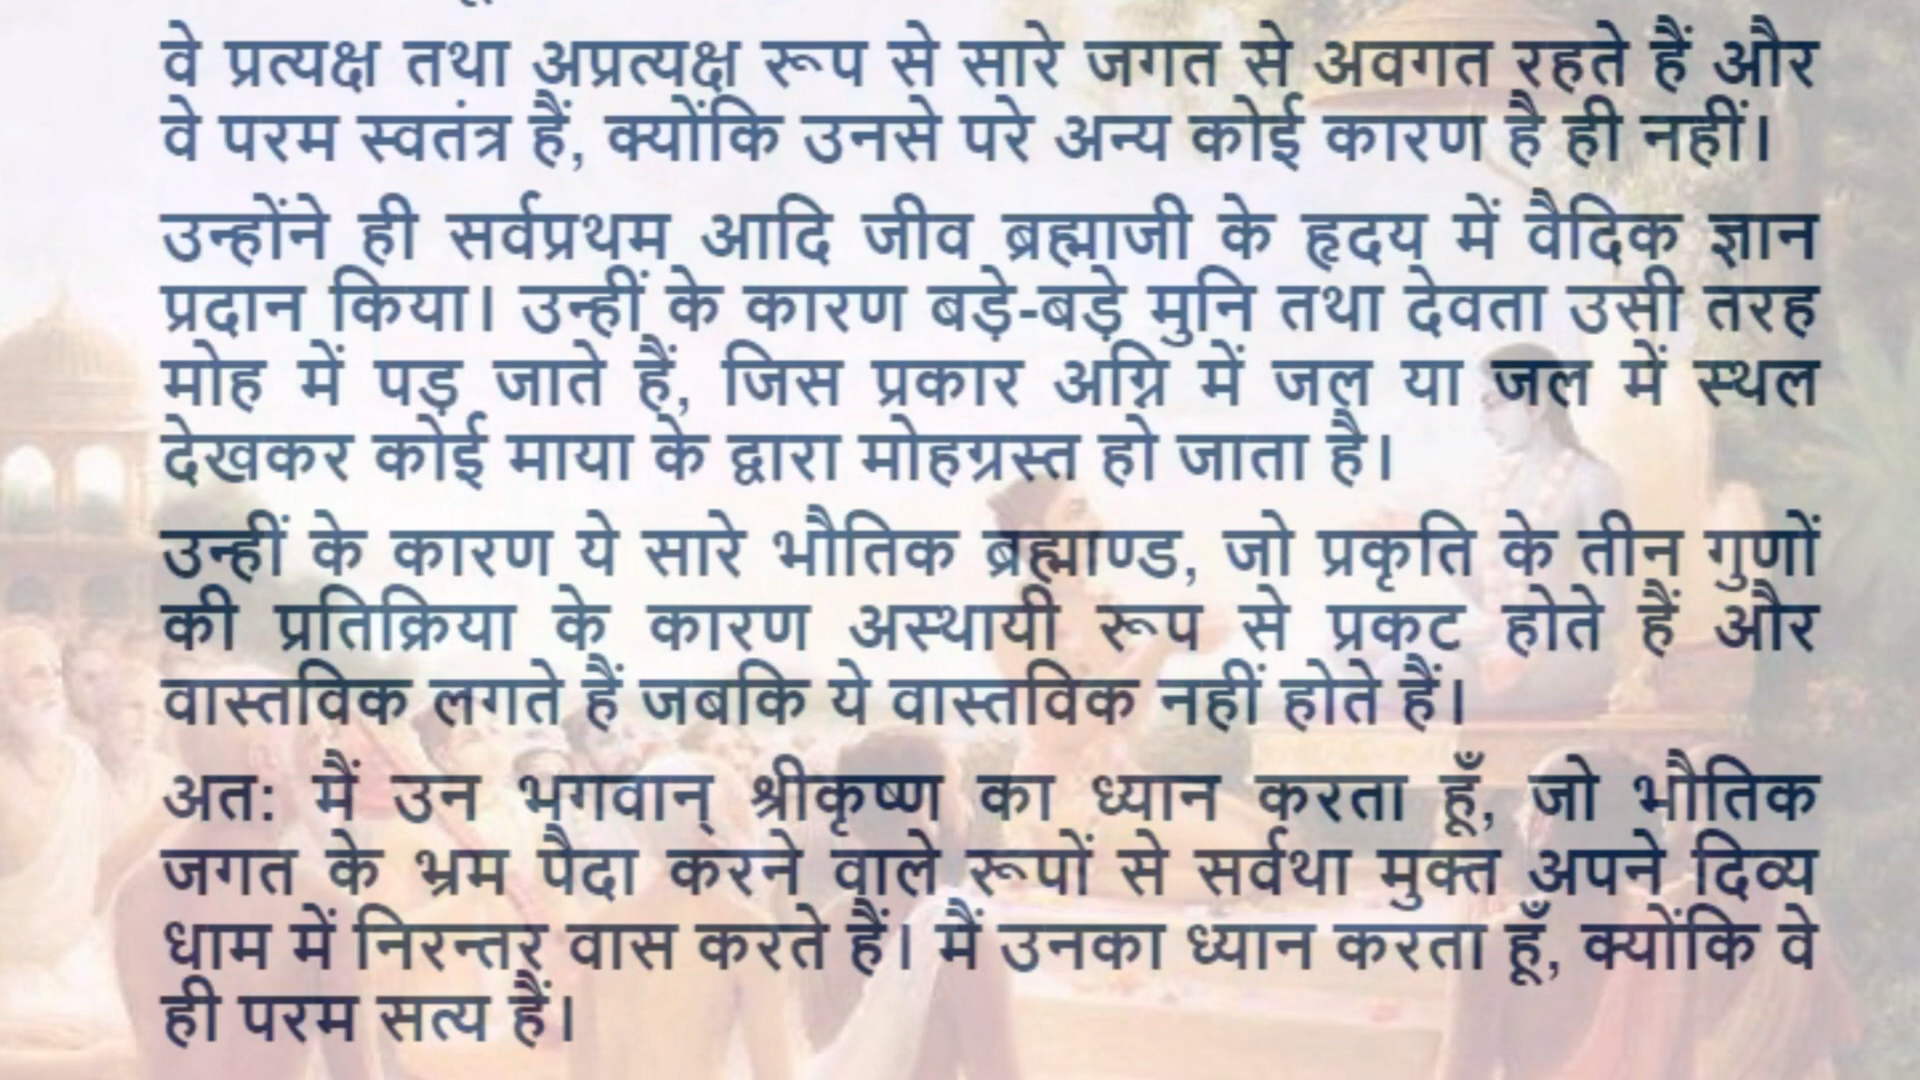 वे प्रत्यक्ष तथा अप्रत्यक्ष रूप से सारे जगत से अवगत रहते हैं और
वे परम स्वतंत्र हैं, क्योंकि उनसे परे अन्य कोई कारण है ही नहीं।
उन्होंने ही सर्वप्रथम आदि जीव ब्रह्माजी के हृदय में वैदिक ज्ञान
प्रदान किया। उन्हीं के कारण बड़े-बड़े मुनि तथा देवता उसी तरह
मोह में पड़ जाते हैं, जिस प्रकार अग्नि में जल या जल में स्थल
देखकर कोई माया के द्वारा मोहग्रस्त हो जाता है।
उन्हीं के कारण ये सारे भौतिक ब्रह्माण्ड, जो प्रकृति के तीन गुणों
की प्रतिक्रिया के कारण अस्थायी रूप से प्रकट होते हैं और
वास्तविक लगते हैं जबकि ये वास्तविक नहीं होते हैं।
अत: मैं उन भगवान् श्रीकृष्ण का ध्यान करता हूँ, जो भौतिक
जगत के भ्रम पैदा करने वाले रूपों से सर्वथा मुक्त अपने दिव्य
धाम में निरन्तर वास करते हैं। मैं उनका ध्यान करता हूँ, क्योंकि वे
ही परम सत्य हैं।